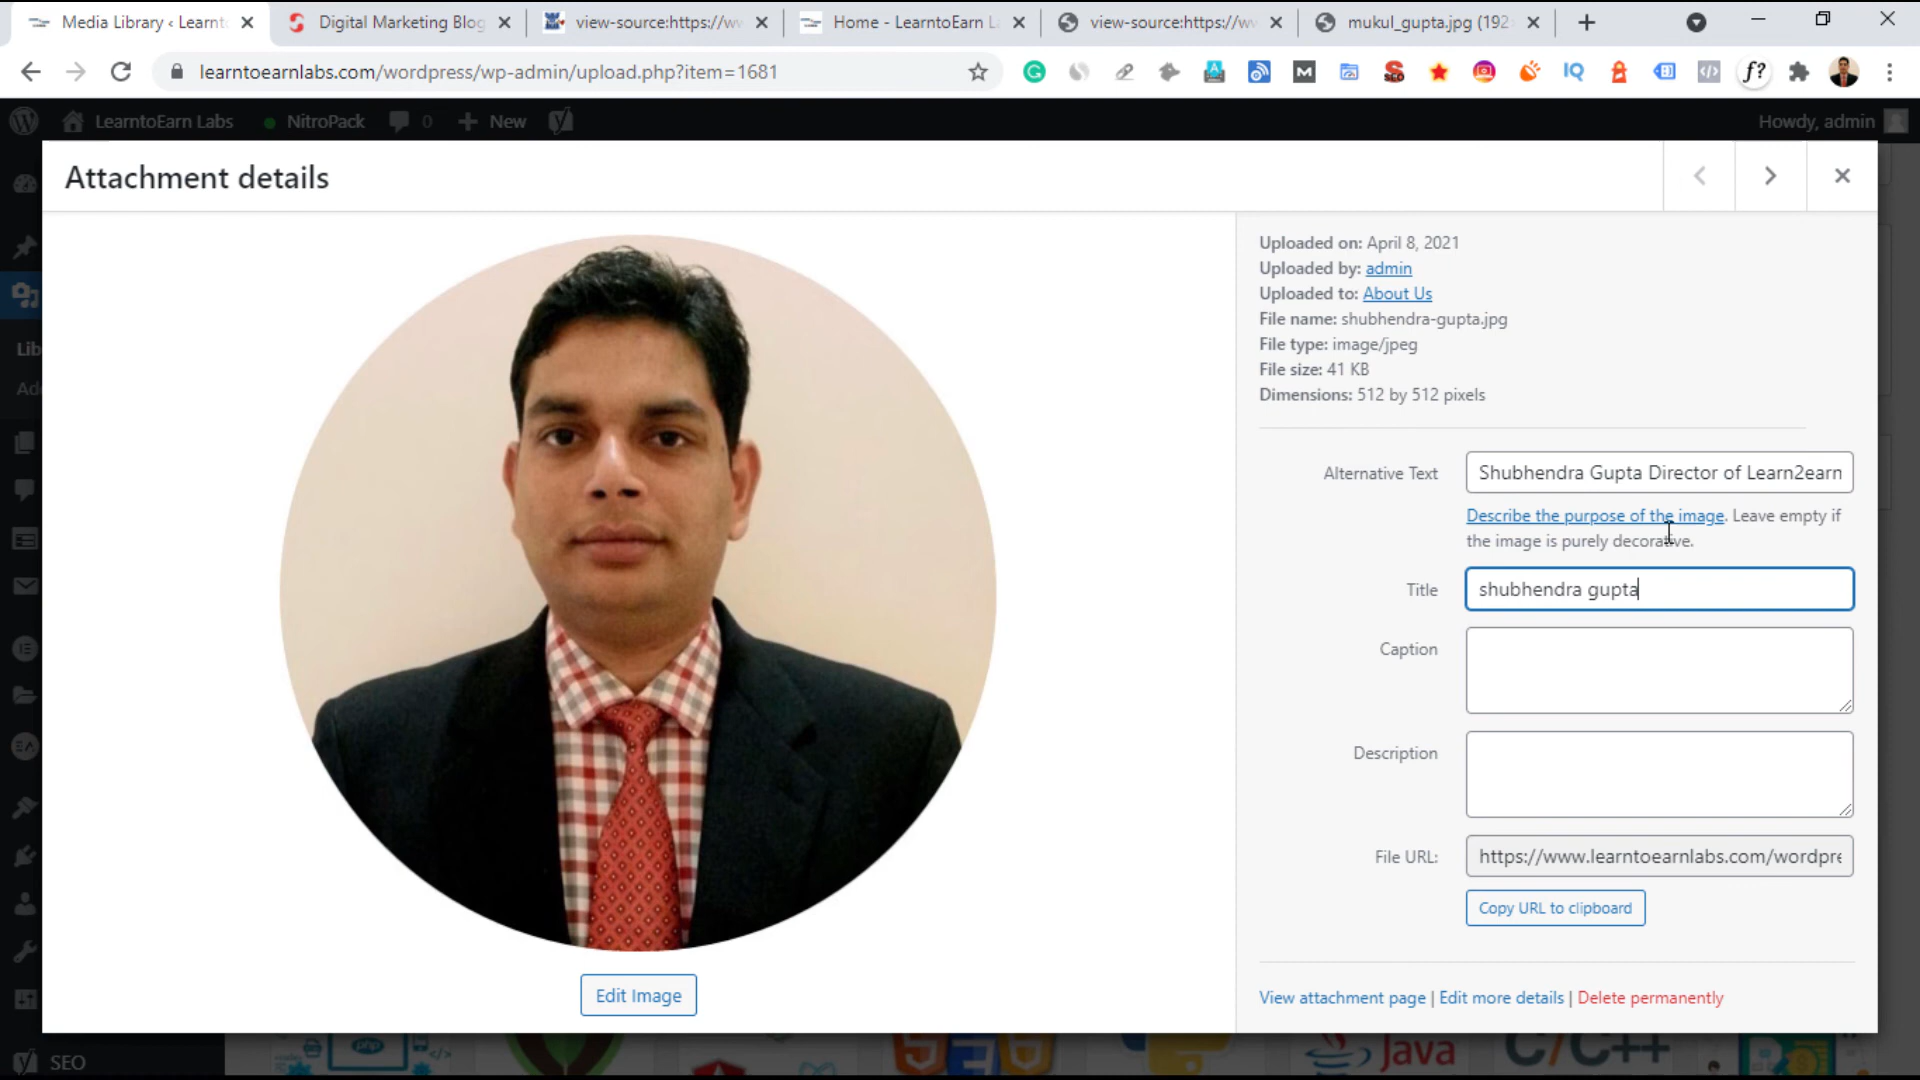 Media Library ‹ Learnt
Digital Marketing Blog
view-source:https://ww
Home - LearntoEarn L
view-source:https://ww
mukul_gupta.jpg (192
learntoearnlabs.com/wordpress/wp-admin/upload.php?item=1681
LearntoEarn Labs
NitroPack
0
New
Howdy, admin
Attachment details
Uploaded on: April 8, 2021
Uploaded by: admin
Uploaded to: About Us
File name: shubhendra-gupta.jpg
File type: image/jpeg
File size: 41 KB
Dimensions: 512 by 512 pixels
Lib
Ad
Alternative Text
Shubhendra Gupta Director of Learn2earn
Describe the purpose of the image. Leave empty if
the image is purely decorative.
Title
shubhendra gupta
Caption
Description
File URL:
https://www.learntoearnlabs.com/wordpre
Copy URL to clipboard
Edit Image
View attachment page | Edit more details | Delete permanently
SEO
php
Java
C/C++